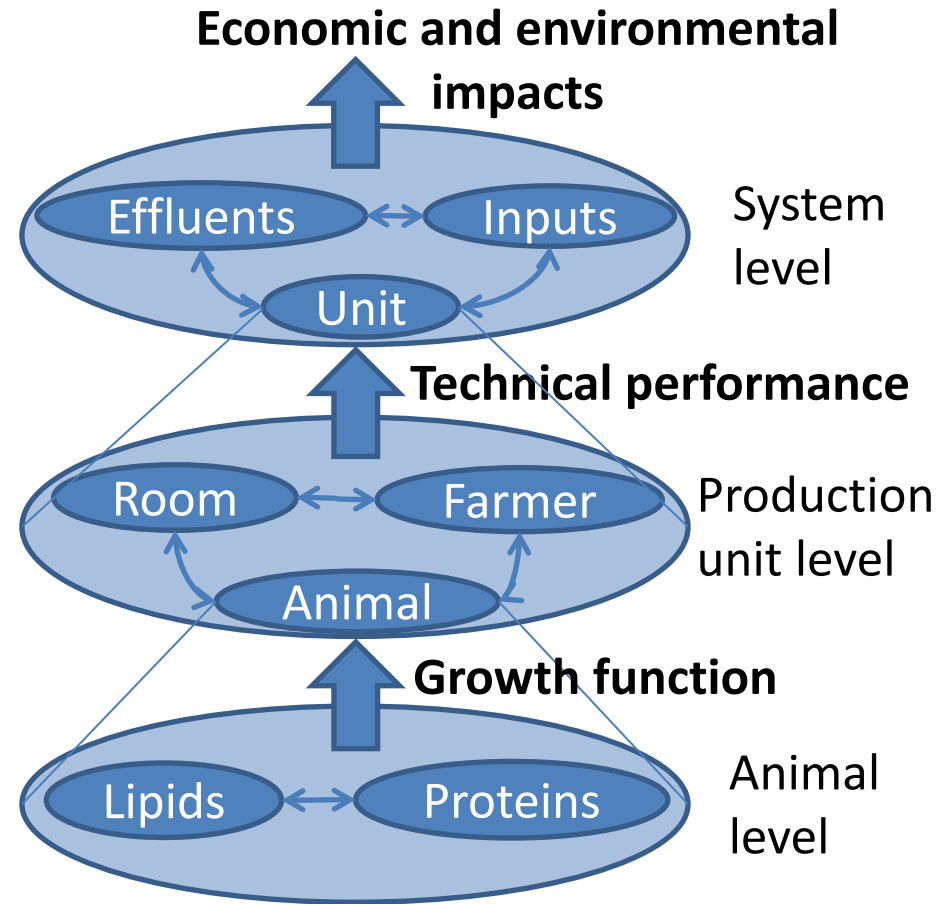 Economic and environmental
impacts
Effluents
Inputs
System
level
Unit
Technical performance
Room
Farmer
Production
unit level
Animal
Growth function
Lipids
Proteins
Animal
level